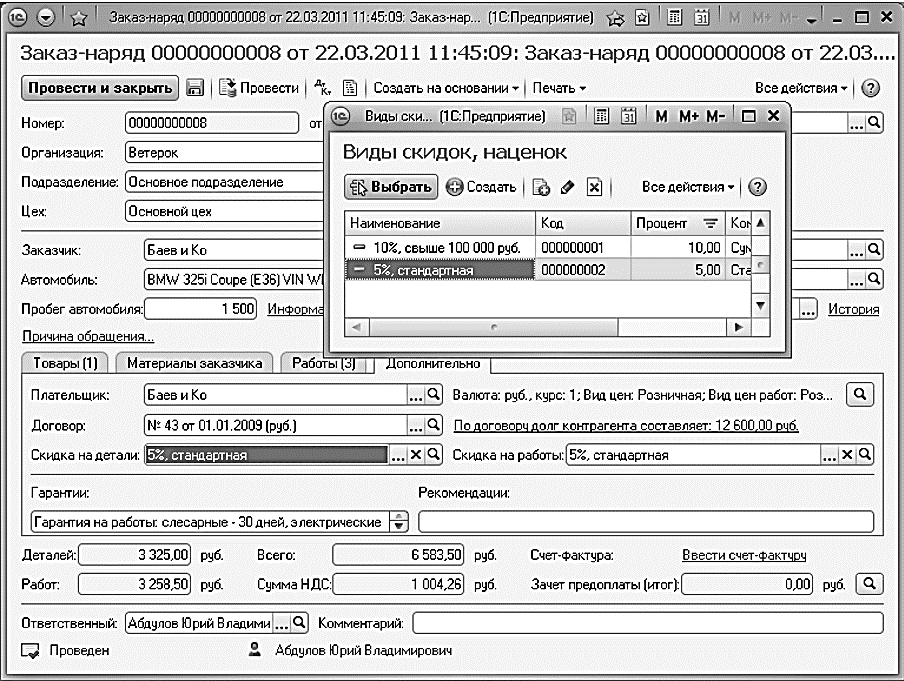 Заказ-наряд 00000000008 от 22.03.2011 11:45:09: Заказ-нар... (1С:Предприятие) M M+ M-
Заказ-наряд 00000000008 от 22.03.2011 11:45:09: Заказ-наряд 00000000008 от 22.03....
Провести и закрыть Провести Создать на основании Печать Все действия
Номер: 00000000008 от
Организация: Ветерок
Подразделение: Основное подразделение
Цех: Основной цех
Заказчик: Баев и Ко
Автомобиль: BMW 325i Coupe (E36) VIN
Пробег автомобиля: 1 500 Информа ... История
Причина обращения...
Виды ски... (1С:Предприятие) M M+ M-
Виды скидок, наценок
Выбрать Создать Все действия
Наименование Код Процент Ко
10%, свыше 100 000 руб. 000000001 10,00 Сум
5%, стандартная 000000002 5,00 Ста
Товары (1) Материалы заказчика Работы (3) Дополнительно
Плательщик: Баев и Ко ... Валюта: руб., курс: 1; Вид цен: Розничная; Вид цен работ: Роз...
Договор: № 43 от 01.01.2009 (руб.) ... По договору долг контрагента составляет: 12 600,00 руб.
Скидка на детали: 5%, стандартная ... Скидка на работы: 5%, стандартная ...
Гарантии: Рекомендации:
Гарантия на работы: слесарные - 30 дней, электрические
Деталей: 3 325,00 руб. Всего: 6 583,50 руб. Счет-фактура: Ввести счет-фактуру
Работ: 3 258,50 руб. Сумма НДС: 1 004,26 руб. Зачет предоплаты (итог): 0,00 руб.
Ответственный: Абдулов Юрий Владими ... Комментарий:
Проведен Абдулов Юрий Владимирович